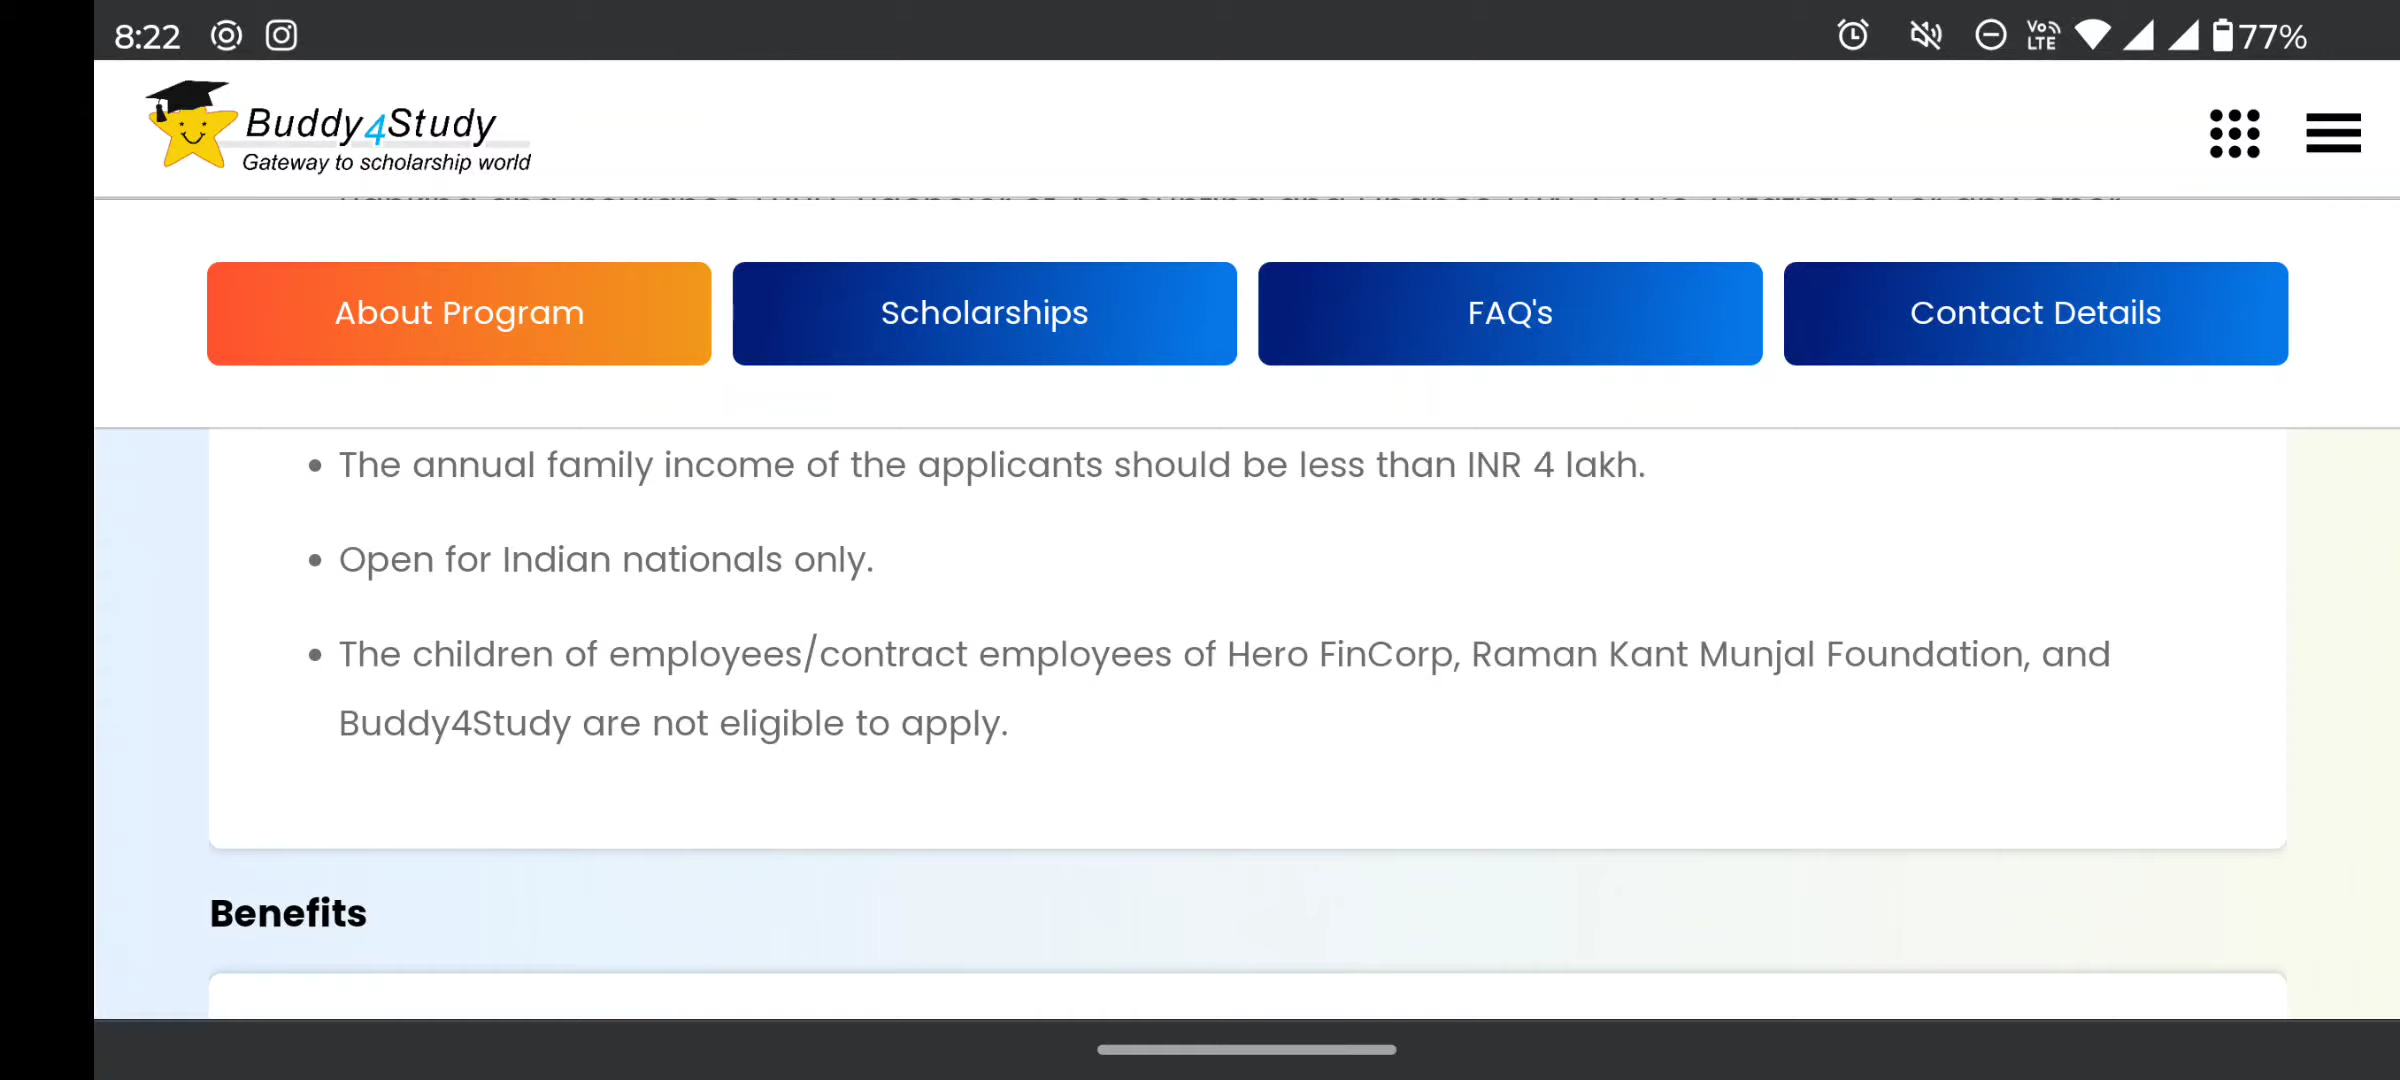 8:22
Vo LTE
77%
Buddy4Study
Gateway to scholarship world
About Program
Scholarships
FAQ's
Contact Details
• The annual family income of the applicants should be less than INR 4 lakh.
• Open for Indian nationals only.
• The children of employees/contract employees of Hero FinCorp, Raman Kant Munjal Foundation, and
Buddy4Study are not eligible to apply.
Benefits